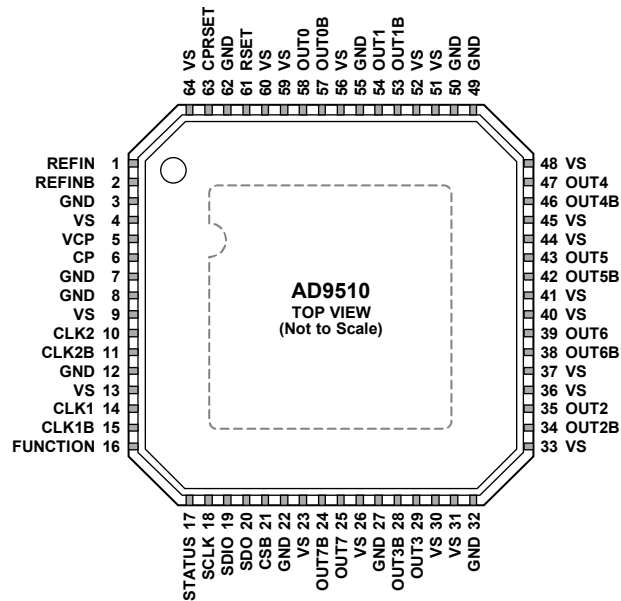 64 VS
63 CPRSET
62 GND
61 RSET
60 VS
59 VS
58 OUT0
57 OUT0B
56 VS
55 GND
54 OUT1
53 OUT1B
52 VS
51 VS
50 GND
49 GND
REFIN 1
REFINB 2
GND 3
VS 4
VCP 5
CP 6
GND 7
GND 8
VS 9
CLK2 10
CLK2B 11
GND 12
VS 13
CLK1 14
CLK1B 15
FUNCTION 16
AD9510
TOP VIEW
(Not to Scale)
48 VS
47 OUT4
46 OUT4B
45 VS
44 VS
43 OUT5
42 OUT5B
41 VS
40 VS
39 OUT6
38 OUT6B
37 VS
36 VS
35 OUT2
34 OUT2B
33 VS
STATUS 17
SCLK 18
SDIO 19
SDO 20
CSB 21
GND 22
VS 23
OUT7B 24
OUT7 25
VS 26
GND 27
OUT3B 28
OUT3 29
VS 30
VS 31
GND 32